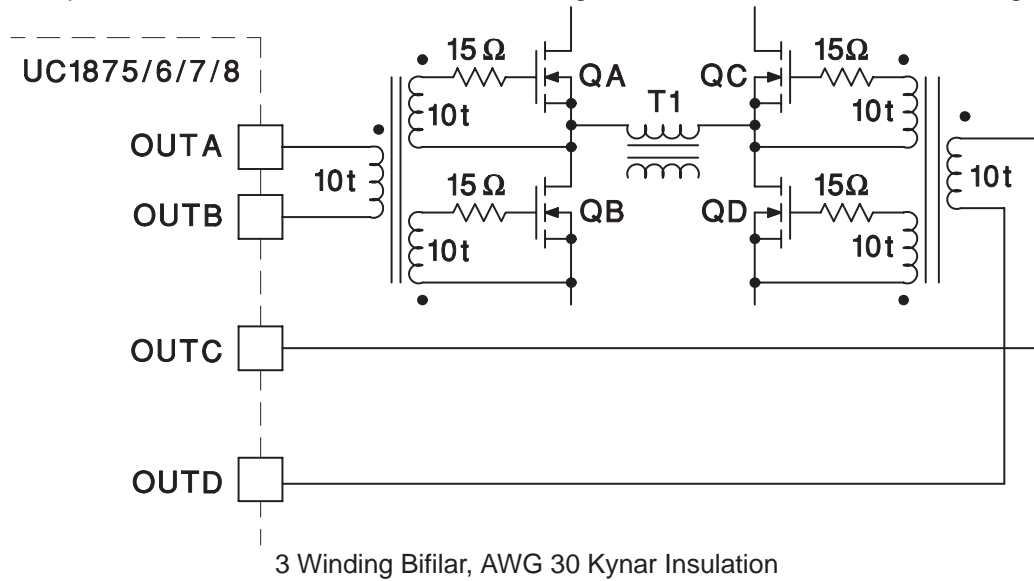 UC1875/6/7/8
15Ω
QA
QC
15Ω
T1
10t
10t
OUTA
10t
10t
15Ω
15Ω
OUTB
QB
QD
10t
10t
OUTC
OUTD
3 Winding Bifilar, AWG 30 Kynar Insulation